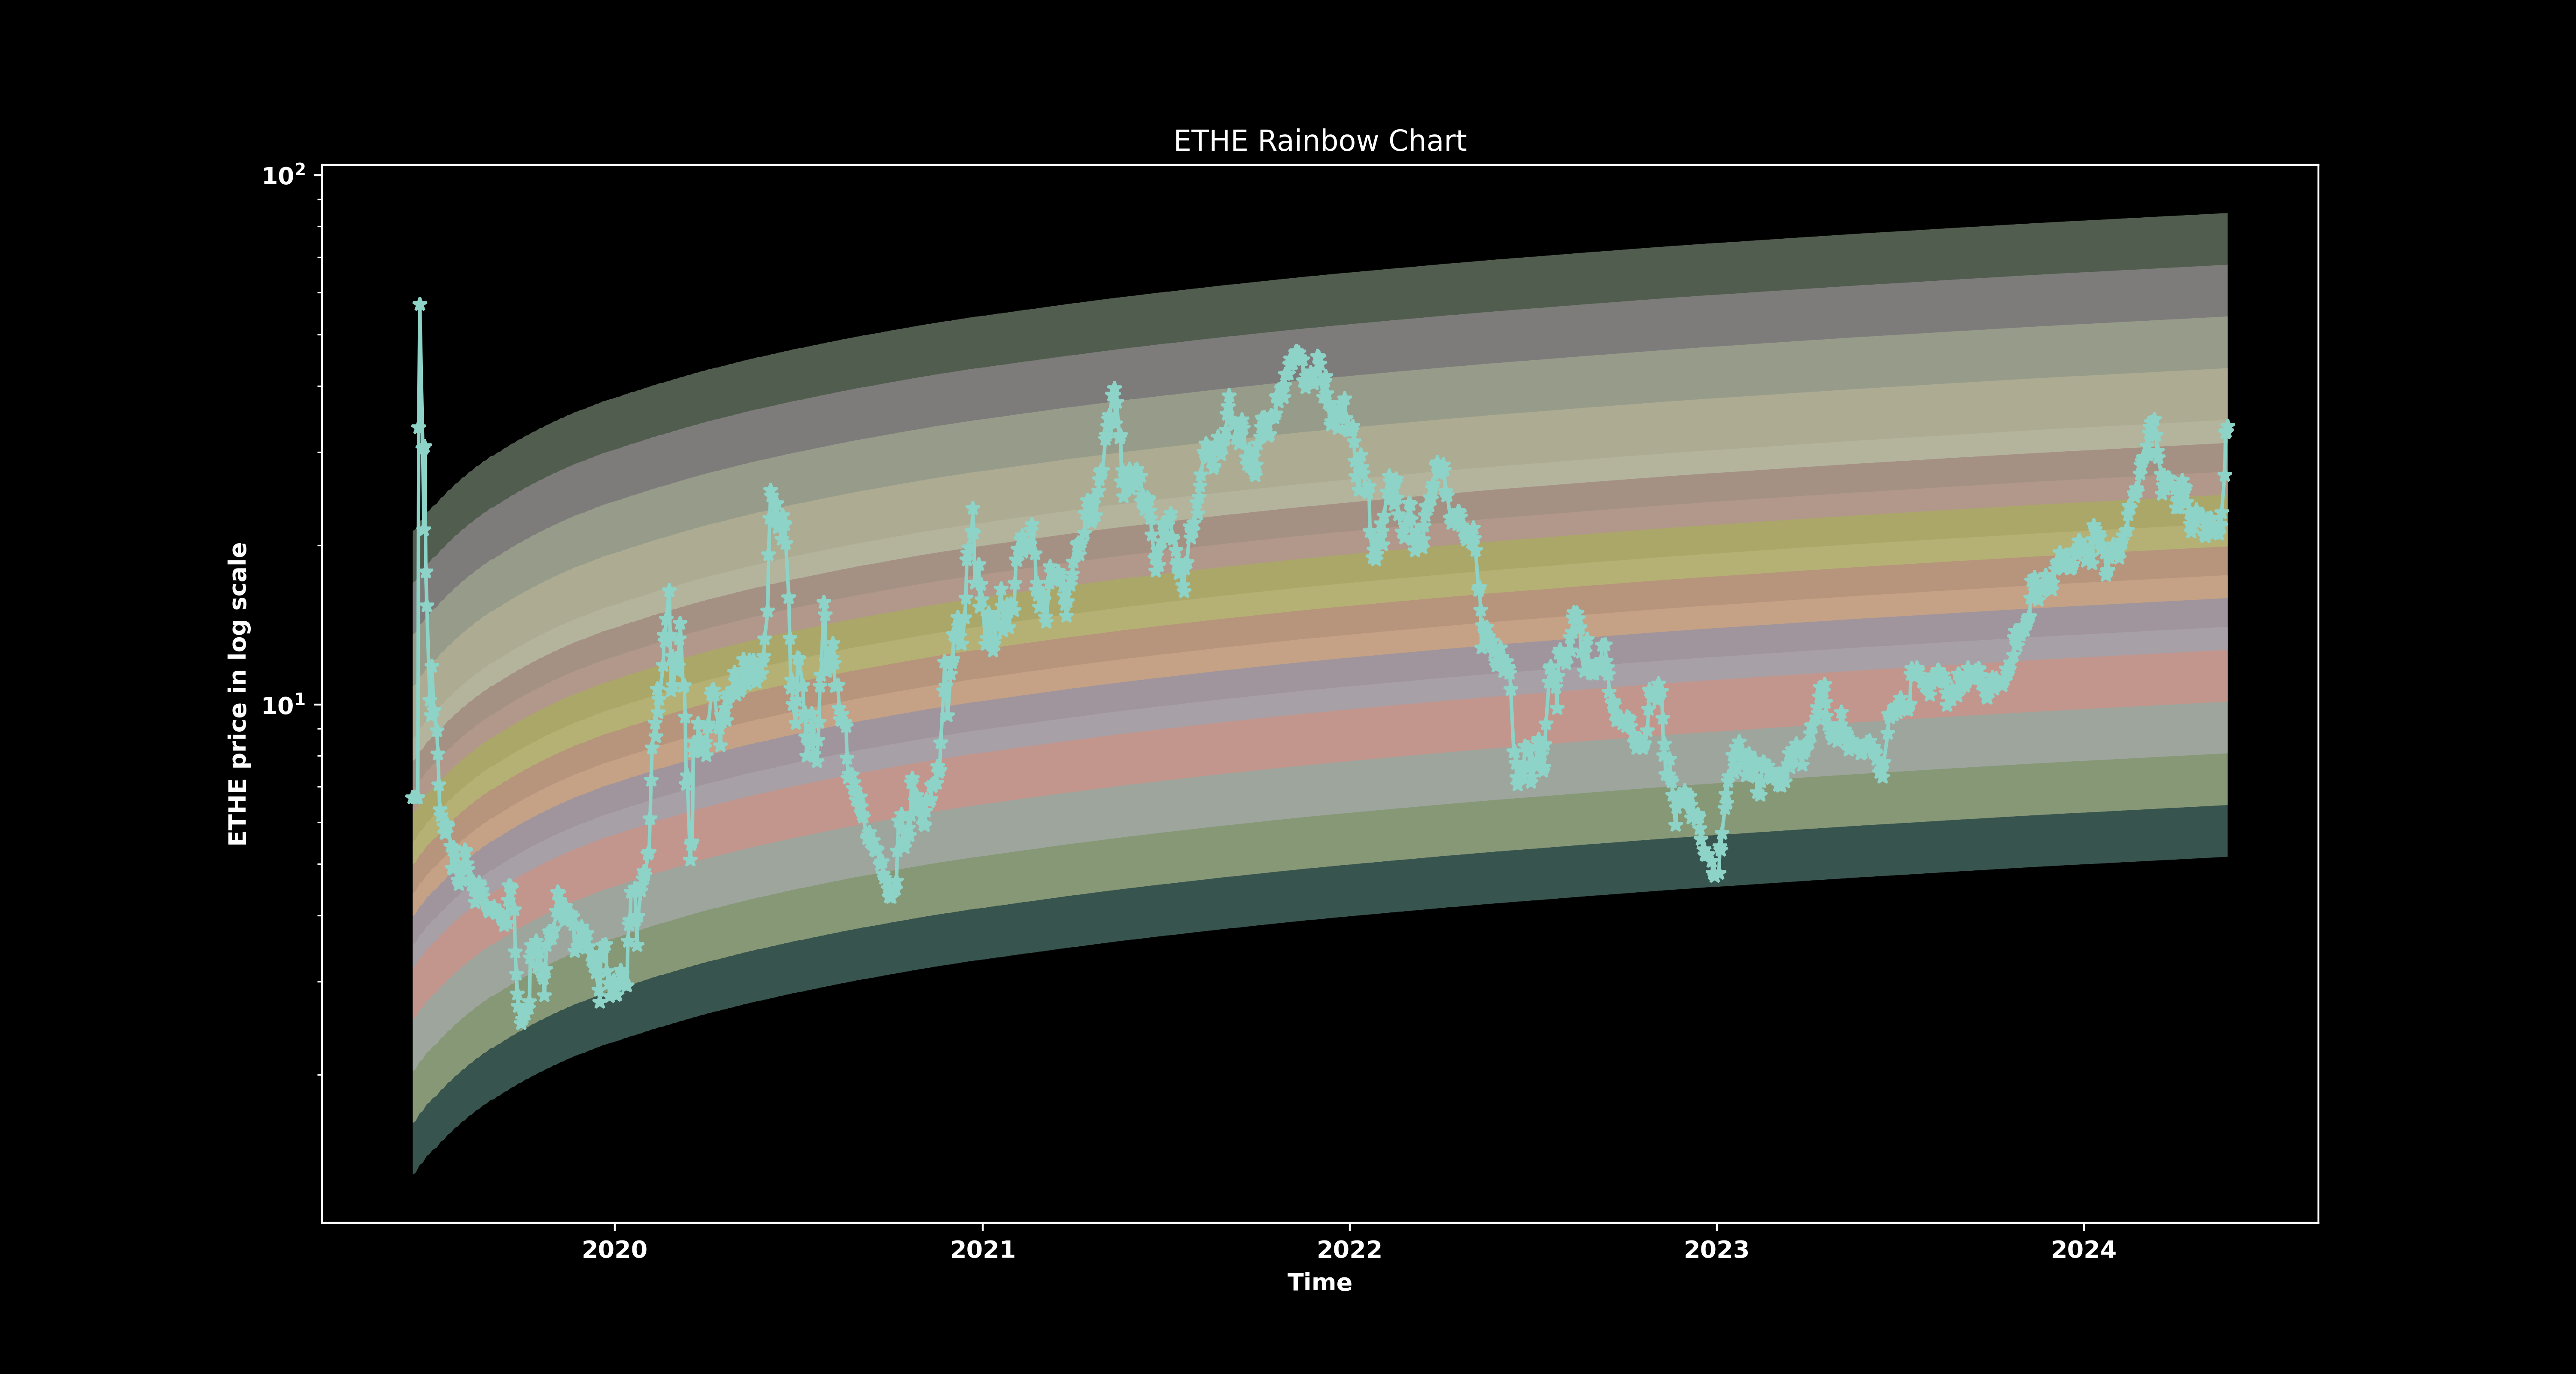 ETHE Rainbow Chart
10²
10¹
ETHE price in log scale
2020 2021 2022 2023 2024
Time